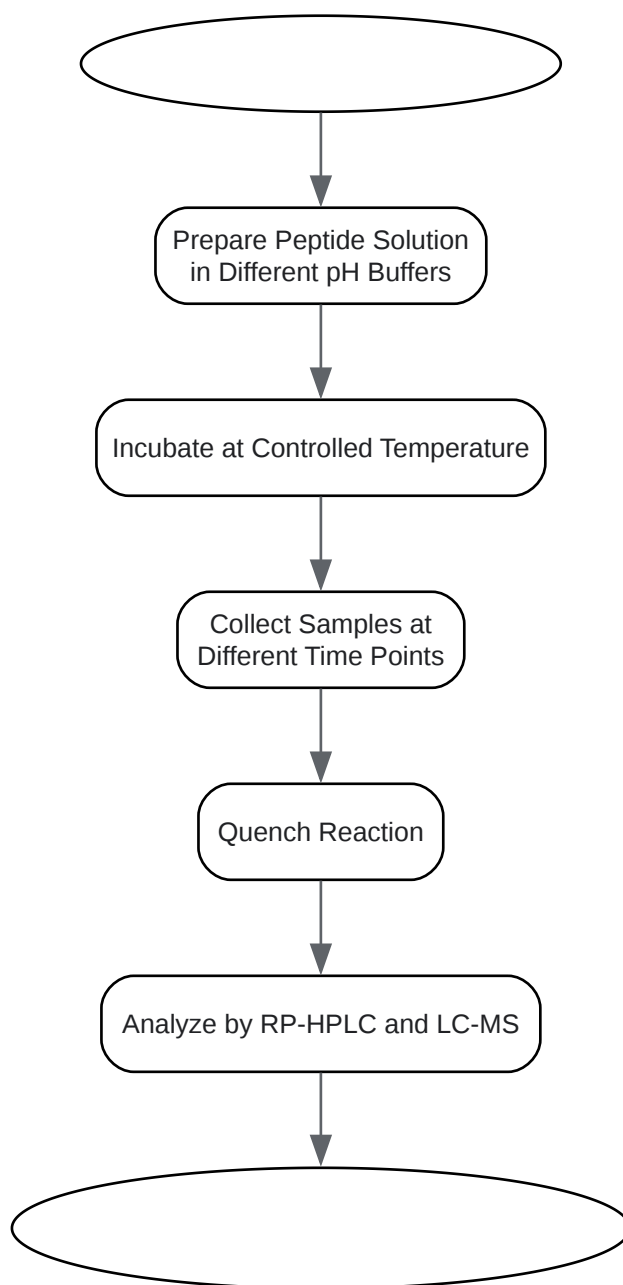 Prepare Peptide Solution
in Different pH Buffers
Incubate at Controlled Temperature
Collect Samples at
Different Time Points
Quench Reaction
Analyze by RP-HPLC and LC-MS